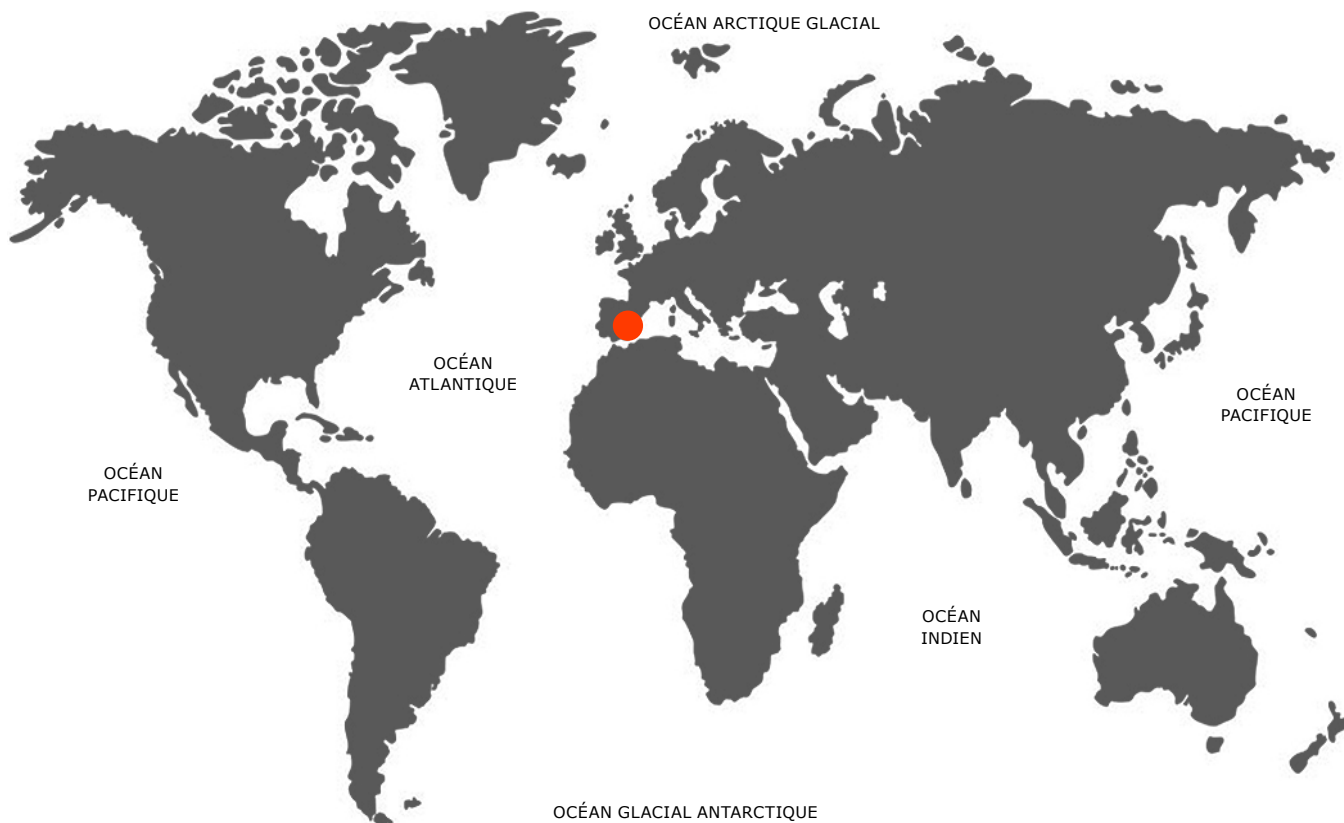 OCÉAN ARCTIQUE GLACIAL
OCÉAN
ATLANTIQUE
OCÉAN
PACIFIQUE
OCÉAN
PACIFIQUE
OCÉAN
INDIEN
OCÉAN GLACIAL ANTARCTIQUE